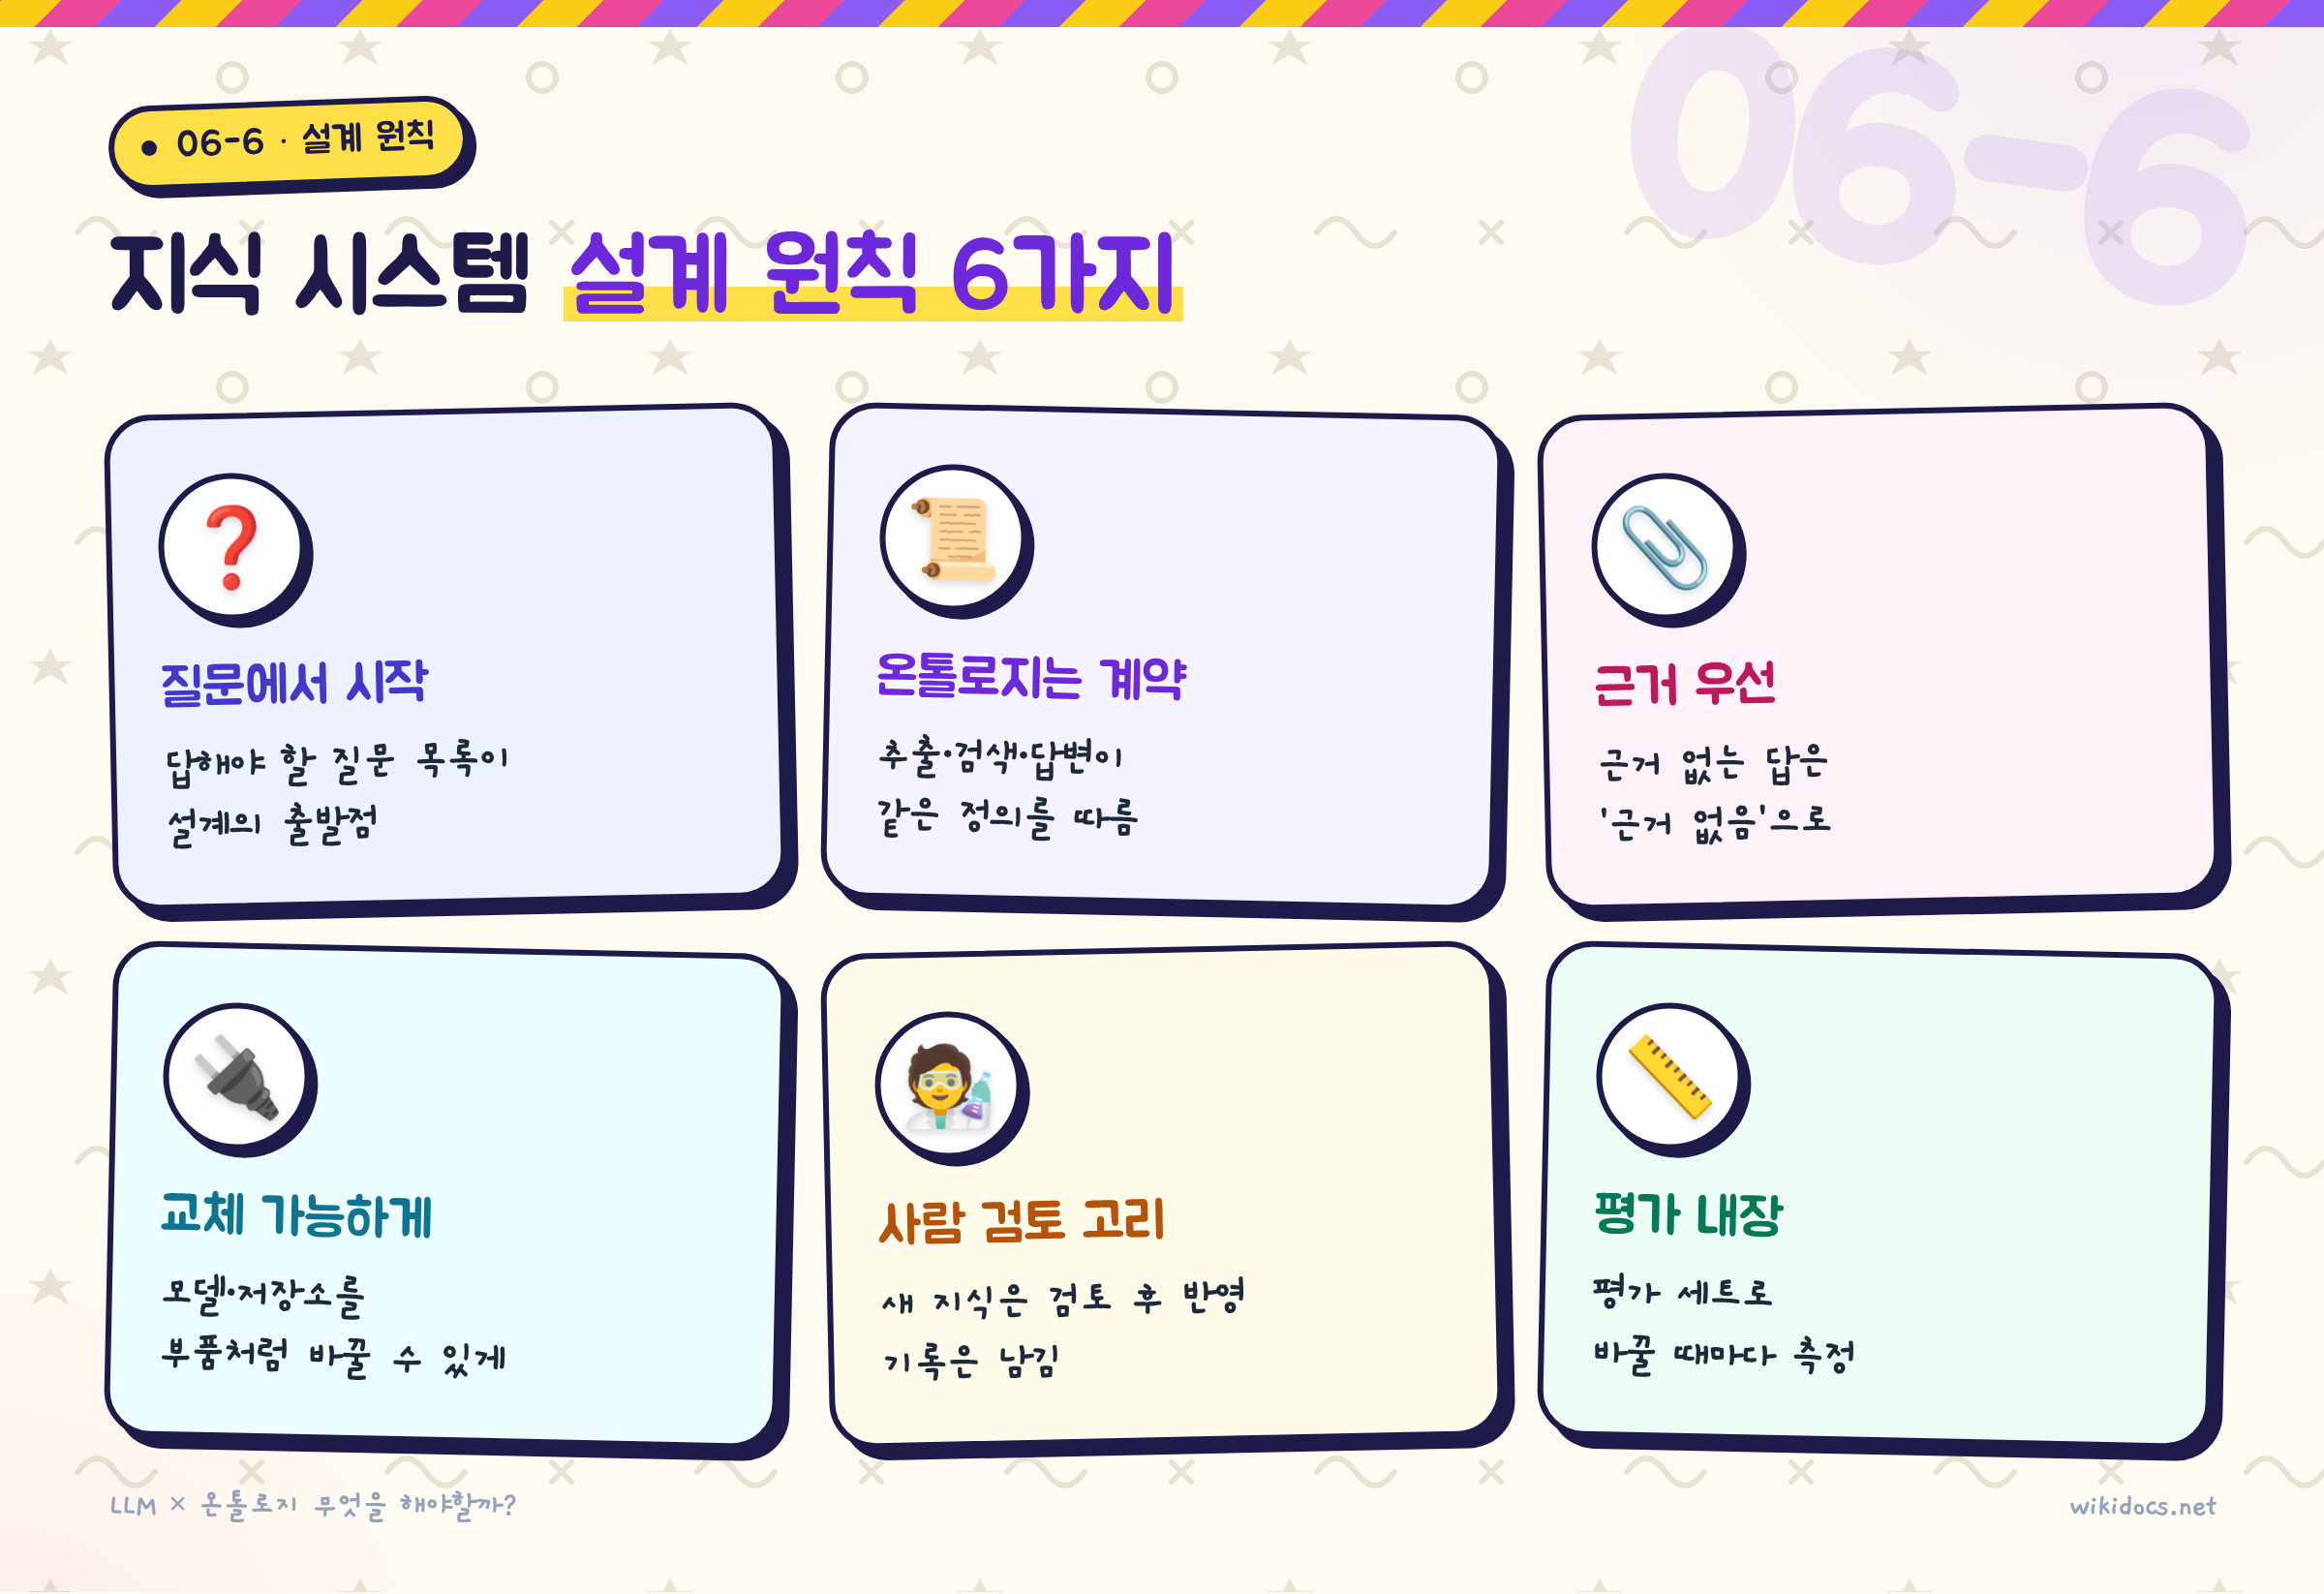 06-6
06-6 · 설계 원칙
지식 시스템 설계 원칙 6가지
질문에서 시작
답해야 할 질문 목록이
설계의 출발점
온톨로지는 계약
추출·검색·답변이
같은 정의를 따름
근거 우선
근거 없는 답은
'근거 없음'으로
교체 가능하게
모델·저장소를
부품처럼 바꿀 수 있게
사람 검토 고리
새 지식은 검토 후 반영
기록은 남김
평가 내장
평가 세트로
바꿀 때마다 측정
LLM × 온톨로지 무엇을 해야할까?
wikidocs.net